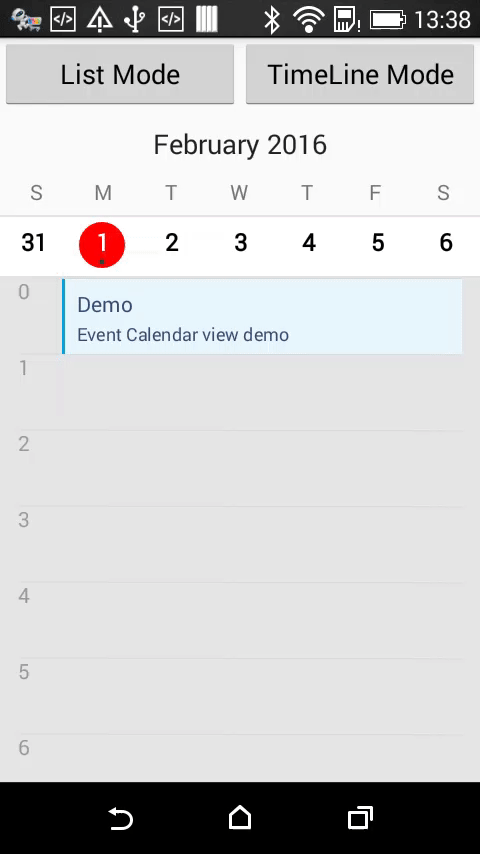 13:38
List Mode TimeLine Mode
February 2016
S M T W T F S
31 1 2 3 4 5 6
0
Demo
Event Calendar view demo
1
2
3
4
5
6